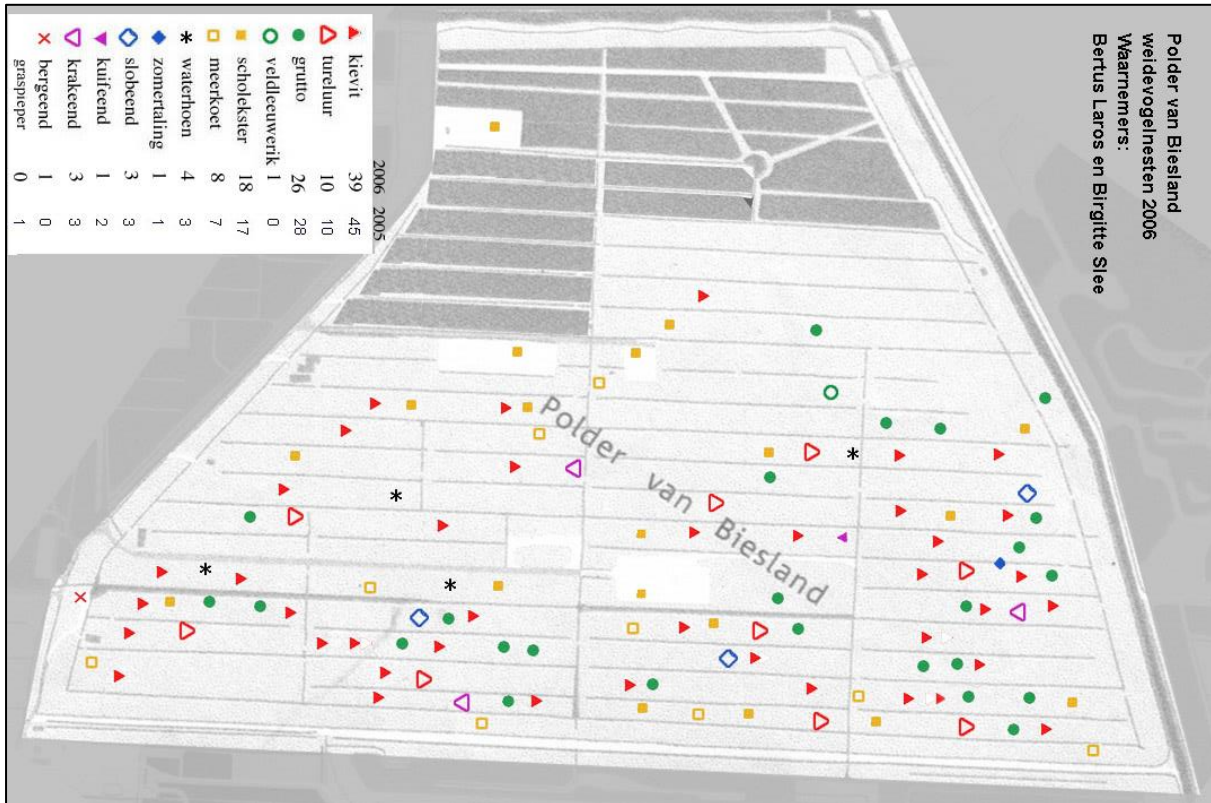 Polder van Biesland
weidevogelnesten 2006
Waarnemers:
Bertus Laros en Birgitte Slee
Polder van Biesland
2006 2005
kievit 39 45
tureluur 10 10
grutto 26 28
veldleeuwerik 1 0
scholekster 18 17
meerkoet 8 7
waterhoen 4 3
zomertaling 1 1
slobeend 3 3
kuifeend 1 2
krakeend 3 3
bergeend 1 0
graspieper 0 1